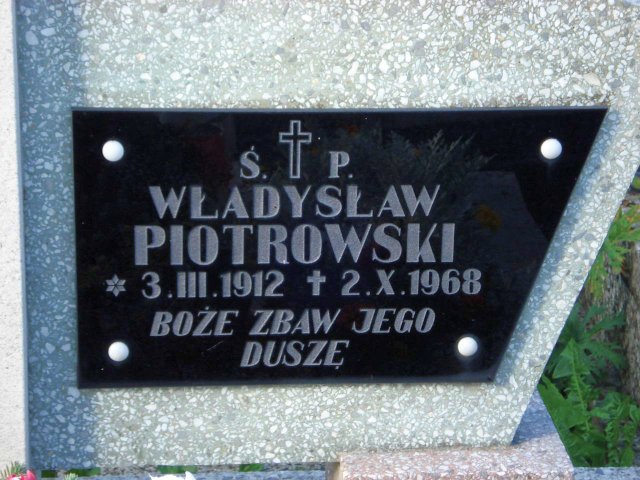 Ś. P.
WŁADYSŁAW
PIOTROWSKI
* 3.III.1912 † 2.X.1968
BOŻE ZBAW JEGO
DUSZĘ